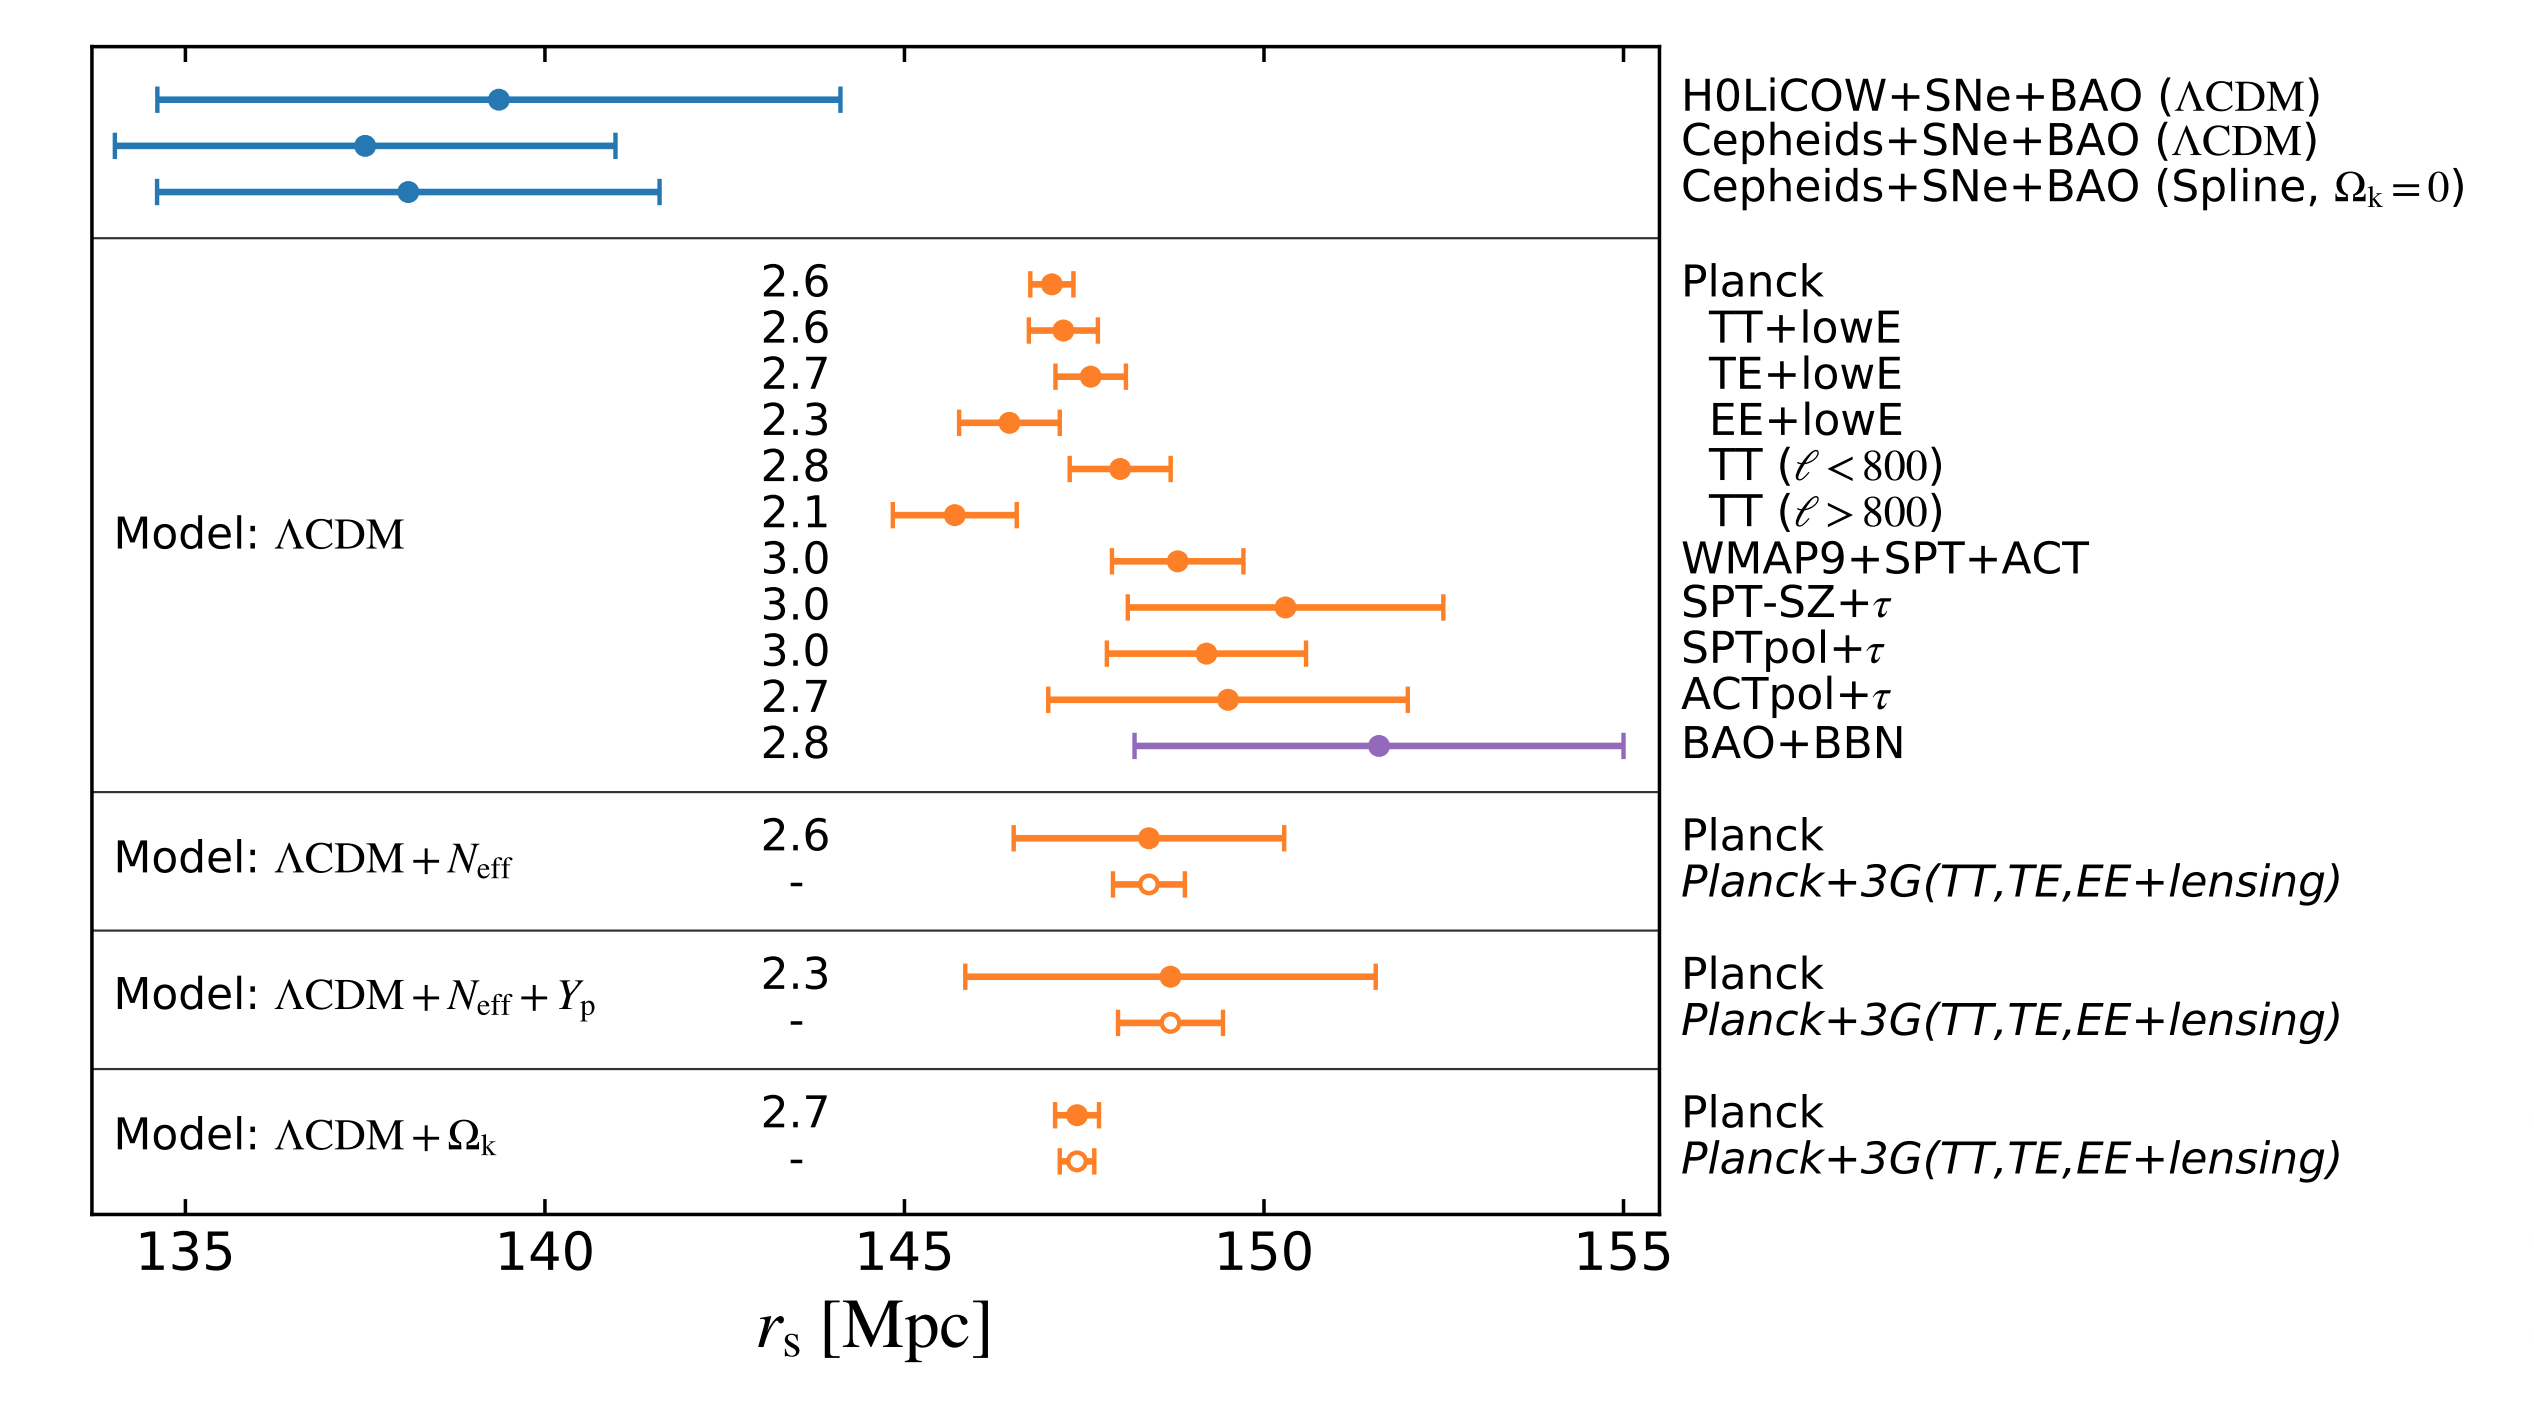 H0LiCOW+SNe+BAO (ΛCDM)
Cepheids+SNe+BAO (ΛCDM)
Cepheids+SNe+BAO (Spline, Ωk = 0)
2.6 Planck
2.6 TT+lowE
2.7 TE+lowE
2.3 EE+lowE
2.8 TT (ℓ < 800)
2.1 TT (ℓ > 800)
Model: ΛCDM
3.0 WMAP9+SPT+ACT
3.0 SPT-SZ+τ
3.0 SPTpol+τ
2.7 ACTpol+τ
2.8 BAO+BBN
2.6 Planck
Model: ΛCDM + Neff
- Planck+3G(TT,TE,EE+lensing)
2.3 Planck
Model: ΛCDM + Neff + Yp
- Planck+3G(TT,TE,EE+lensing)
2.7 Planck
Model: ΛCDM + Ωk
- Planck+3G(TT,TE,EE+lensing)
135 140 145 150 155
rs [Mpc]